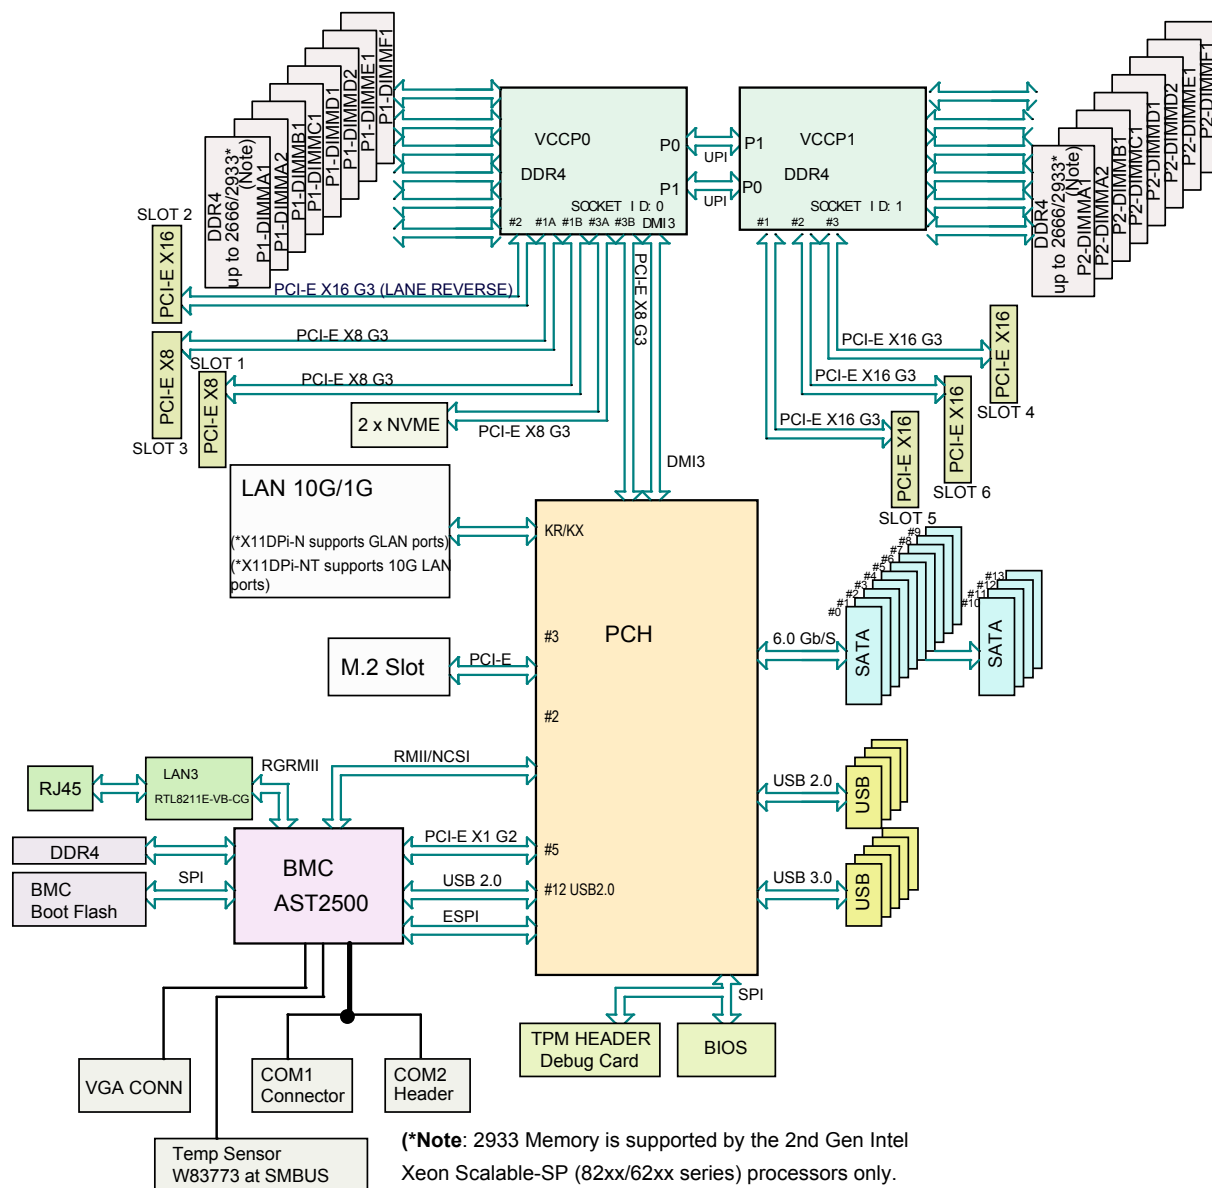 DDR4
up to 2666/2933*
(Note)
P1-DIMMA1
P1-DIMMA2
P1-DIMMB1
P1-DIMMC1
P1-DIMMD1
P1-DIMMD2
P1-DIMME1
P1-DIMMF1
VCCP0
DDR4
P0
P1
SOCKET ID: 0
#2
#1A
#1B
#3A
#3B
DMI3
UPI
UPI
VCCP1
DDR4
P1
P0
SOCKET ID: 1
#1
#2
#3
DDR4
up to 2666/2933*
(Note)
P2-DIMMA1
P2-DIMMA2
P2-DIMMB1
P2-DIMMC1
P2-DIMMD1
P2-DIMMD2
P2-DIMME1
P2-DIMMF1
SLOT 2
PCI-E X16
PCI-E X16 G3 (LANE REVERSE)
PCI-E X8 G3
PCI-E X8
SLOT 3
SLOT 1
PCI-E X8
PCI-E X8 G3
2 x NVME
PCI-E X8 G3
PCI-E X8 G3
DMI3
PCI-E X16 G3
PCI-E X16
SLOT 4
PCI-E X16 G3
PCI-E X16
SLOT 6
PCI-E X16 G3
PCI-E X16
SLOT 5
LAN 10G/1G
(*X11DPi-N supports GLAN ports)
(*X11DPi-NT supports 10G LAN
ports)
KR/KX
PCH
#3
M.2 Slot
PCI-E
#2
6.0 Gb/S
#0
#1
#2
#3
#4
#5
#6
#7
#8
#9
SATA
#10
#11
#12
#13
SATA
RMII/NCSI
RJ45
LAN3
RTL8211E-VB-CG
RGRMII
USB 2.0
USB
DDR4
BMC
Boot Flash
SPI
BMC
AST2500
PCI-E X1 G2
#5
USB 2.0
#12 USB2.0
ESPI
USB 3.0
USB
SPI
TPM HEADER
Debug Card
BIOS
VGA CONN
COM1
Connector
COM2
Header
Temp Sensor
W83773 at SMBUS
(*Note: 2933 Memory is supported by the 2nd Gen Intel
Xeon Scalable-SP (82xx/62xx series) processors only.